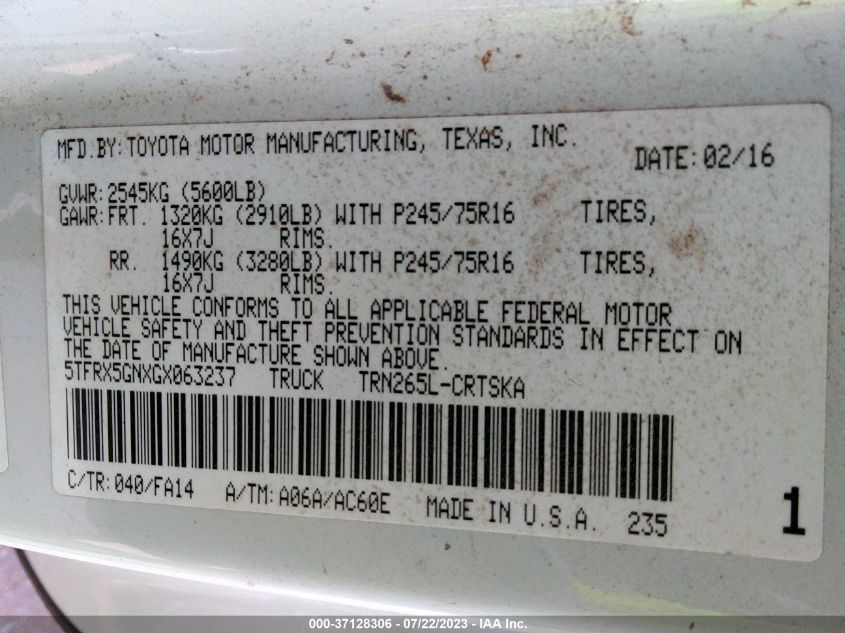 MFD.BY:TOYOTA MOTOR MANUFACTURING, TEXAS, INC. DATE:02/16
GVWR:2545KG (5600LB)
GAWR:FRT. 1320KG (2910LB) WITH P245/75R16 TIRES,
16X7J RIMS.
RR. 1490KG (3280LB) WITH P245/75R16 TIRES,
16X7J RIMS.
THIS VEHICLE CONFORMS TO ALL APPLICABLE FEDERAL MOTOR
VEHICLE SAFETY AND THEFT PREVENTION STANDARDS IN EFFECT ON
THE DATE OF MANUFACTURE SHOWN ABOVE.
5TFRX5GNXGX063237 TRUCK TRN265L-CRTSKA
C/TR:040/FA14 A/TM:A06A/AC60E MADE IN U.S.A. 235 1
000-37128306 - 07/22/2023 - IAA Inc.